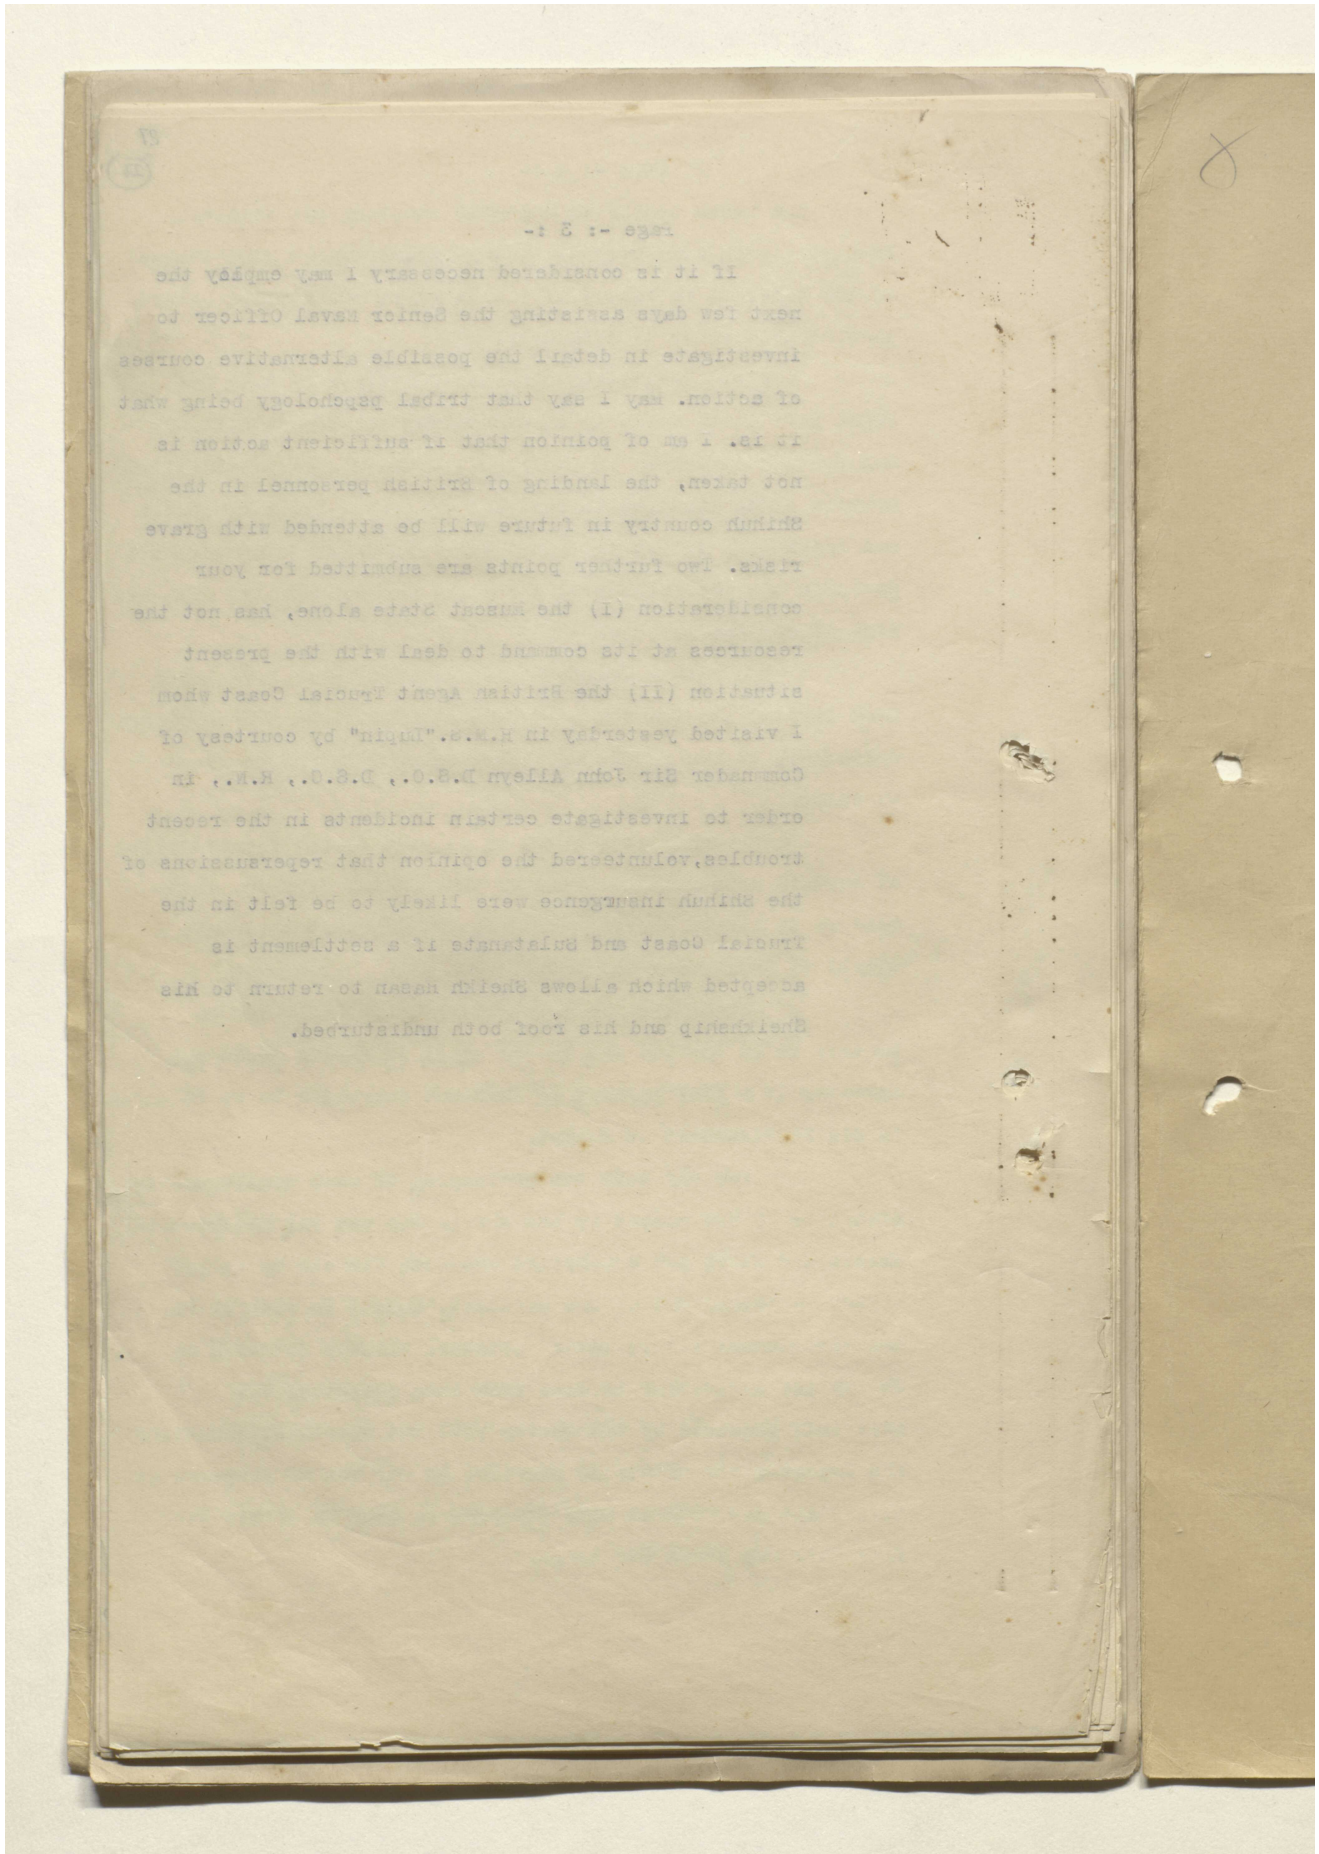 Page -: 3 :-
If it is considered necessary I may employ the
next few days assisting the Senior Naval Officer to
investigate in detail the possible alternative courses
of action. May I say that tribal psychology being what
it is. I am of opinion that if sufficient action is
not taken, the landing of British personnel in the
Shihuh country in future will be attended with grave
risks. Two further points are submitted for your
consideration (I) the Muscat State alone, has not the
resources at its command to deal with the present
situation (II) the British Agent Trucial Coast whom
I visited yesterday in H.M.S."Lupin" by courtesy of
Commander Sir John Alleyn D.S.O., D.S.C., R.N., in
order to investigate certain incidents in the recent
troubles,volunteered the opinion that repersussions of
the Shihuh insurgence were likely to be felt in the
Trucial Coast and Sulatanate if a settlement is
accepted which allows Sheikh Hasan to return to his
Sheikhship and his roof both undisturbed.